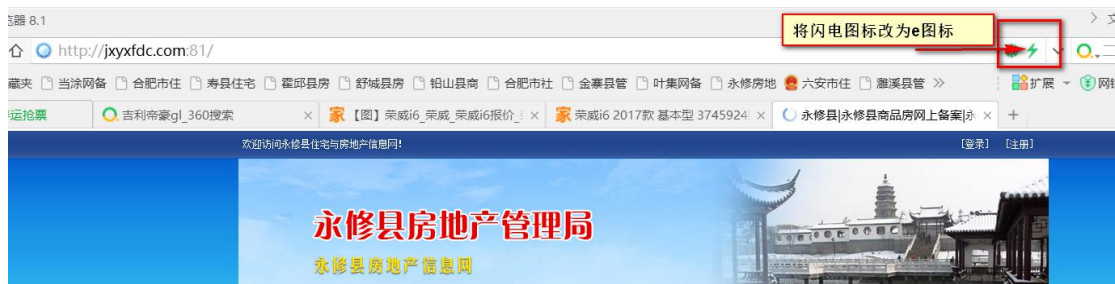 览器 8.1
将闪电图标改为e图标
http://jxyxfdc.com:81/
藏夹 当涂网备 合肥市住 寿县住宅 霍邱县房 舒城县房 铅山县商 合肥市社 金寨县管 叶集网备 永修房地 六安市住 濉溪县管 扩展 网银
运抢票 吉利帝豪gl_360搜索 【图】荣威i6_荣威_荣威i6报价_ 荣威i6 2017款 基本型 3745924 永修县|永修县商品房网上备案|永
欢迎访问永修县住宅与房地产信息网! [登录] [注册]
永修县房地产管理局
永修县房地产信息网